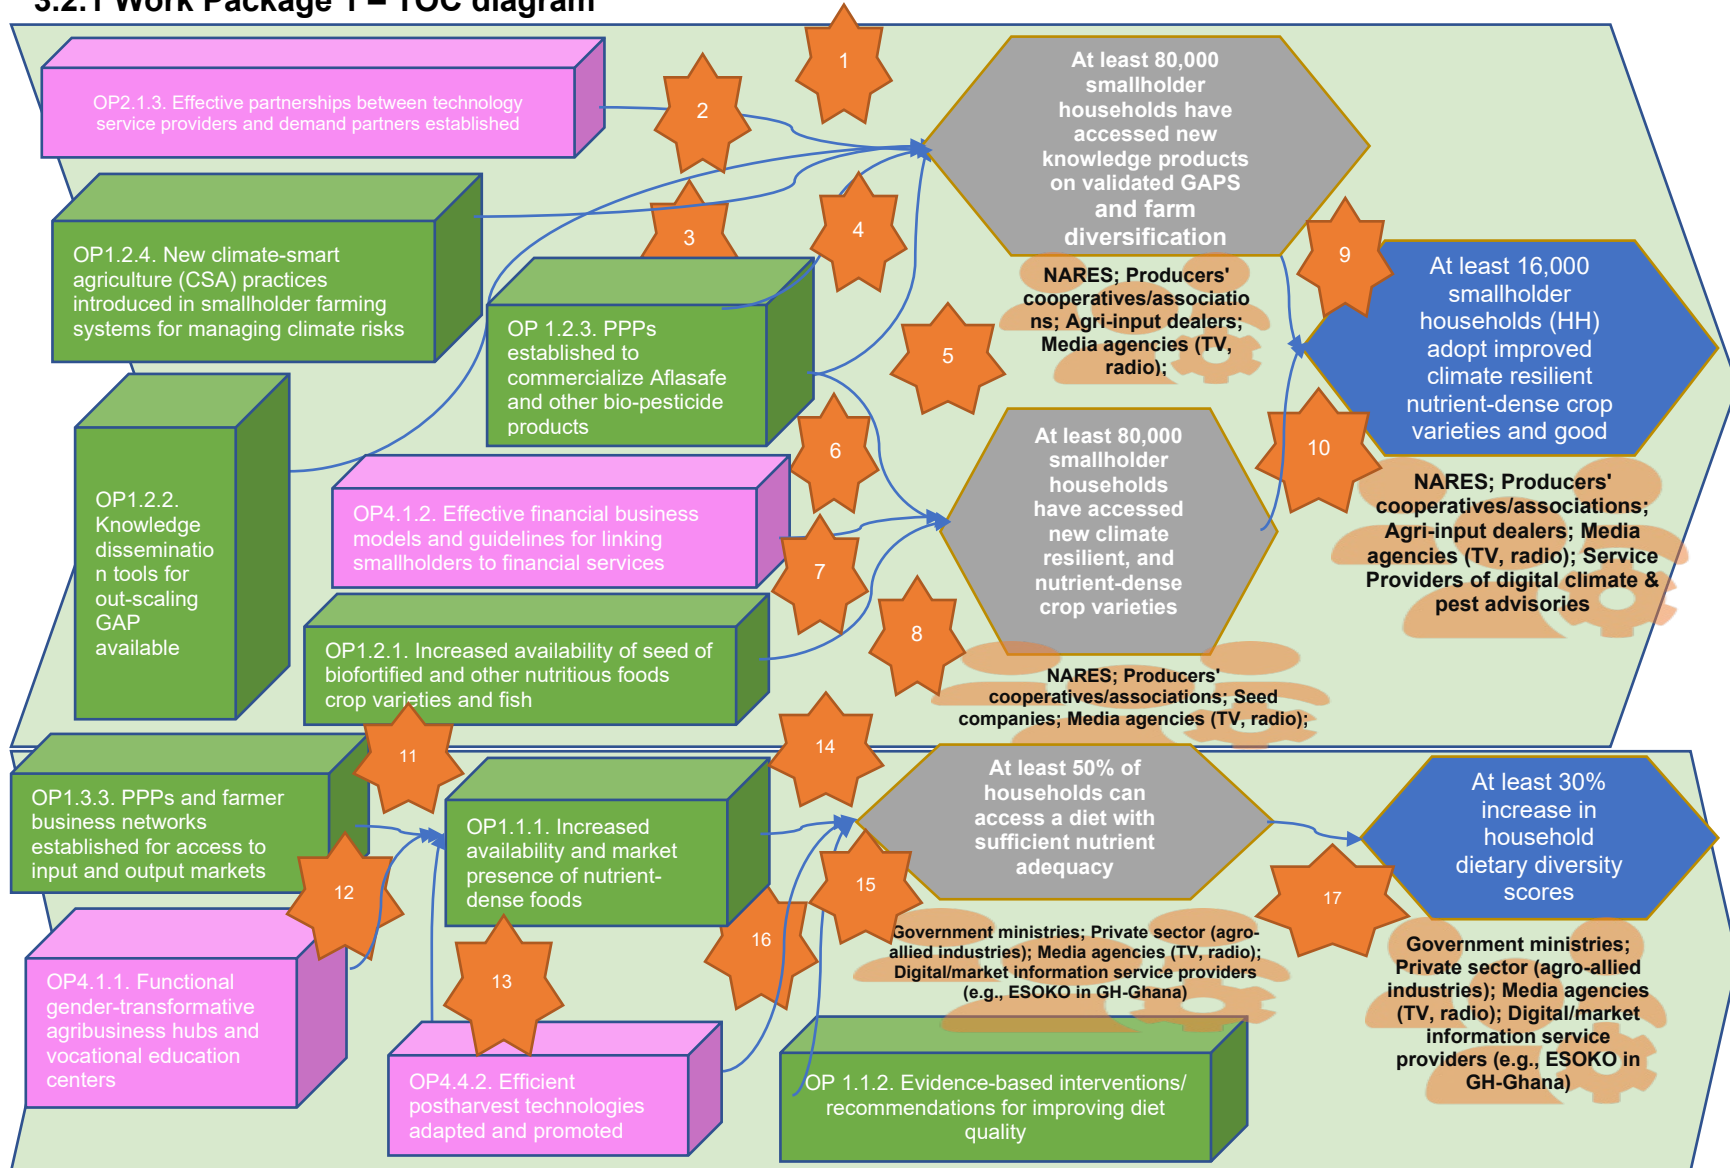 3.2.1 Work Package 1 – TOC diagram
1
2
OP2.1.3. Effective partnerships between technology
service providers and demand partners established
At least 80,000
smallholder
households have
accessed new
knowledge products
on validated GAPS
and farm
diversification
3
4
OP1.2.4. New climate-smart
agriculture (CSA) practices
introduced in smallholder farming
systems for managing climate risks
NARES; Producers'
cooperatives/associatio
ns; Agri-input dealers;
Media agencies (TV,
radio);
9
At least 16,000
smallholder
households (HH)
adopt improved
climate resilient
nutrient-dense crop
varieties and good
OP 1.2.3. PPPs
established to
commercialize Aflasafe
and other bio-pesticide
products
5
6
10
At least 80,000
smallholder
households
have accessed
new climate
resilient, and
nutrient-dense
crop varieties
NARES; Producers'
cooperatives/associations;
Agri-input dealers; Media
agencies (TV, radio); Service
Providers of digital climate &
pest advisories
OP1.2.2.
Knowledge
disseminatio
n tools for
out-scaling
GAP
available
OP4.1.2. Effective financial business
models and guidelines for linking
smallholders to financial services
7
8
OP1.2.1. Increased availability of seed of
biofortified and other nutritious foods
crop varieties and fish
NARES; Producers'
cooperatives/associations; Seed
companies; Media agencies (TV, radio);
11
14
OP1.3.3. PPPs and farmer
business networks
established for access to
input and output markets
OP1.1.1. Increased
availability and market
presence of nutrient-
dense foods
At least 50% of
households can
access a diet with
sufficient nutrient
adequacy
At least 30%
increase in
household
dietary diversity
scores
12
15
17
16
13
OP4.1.1. Functional
gender-transformative
agribusiness hubs and
vocational education
centers
Government ministries; Private sector (agro-
allied industries); Media agencies (TV, radio);
Digital/market information service providers
(e.g., ESOKO in GH-Ghana)
Government ministries;
Private sector (agro-allied
industries); Media agencies
(TV, radio); Digital/market
information service
providers (e.g., ESOKO in
GH-Ghana)
OP4.4.2. Efficient
postharvest technologies
adapted and promoted
OP 1.1.2. Evidence-based interventions/
recommendations for improving diet
quality